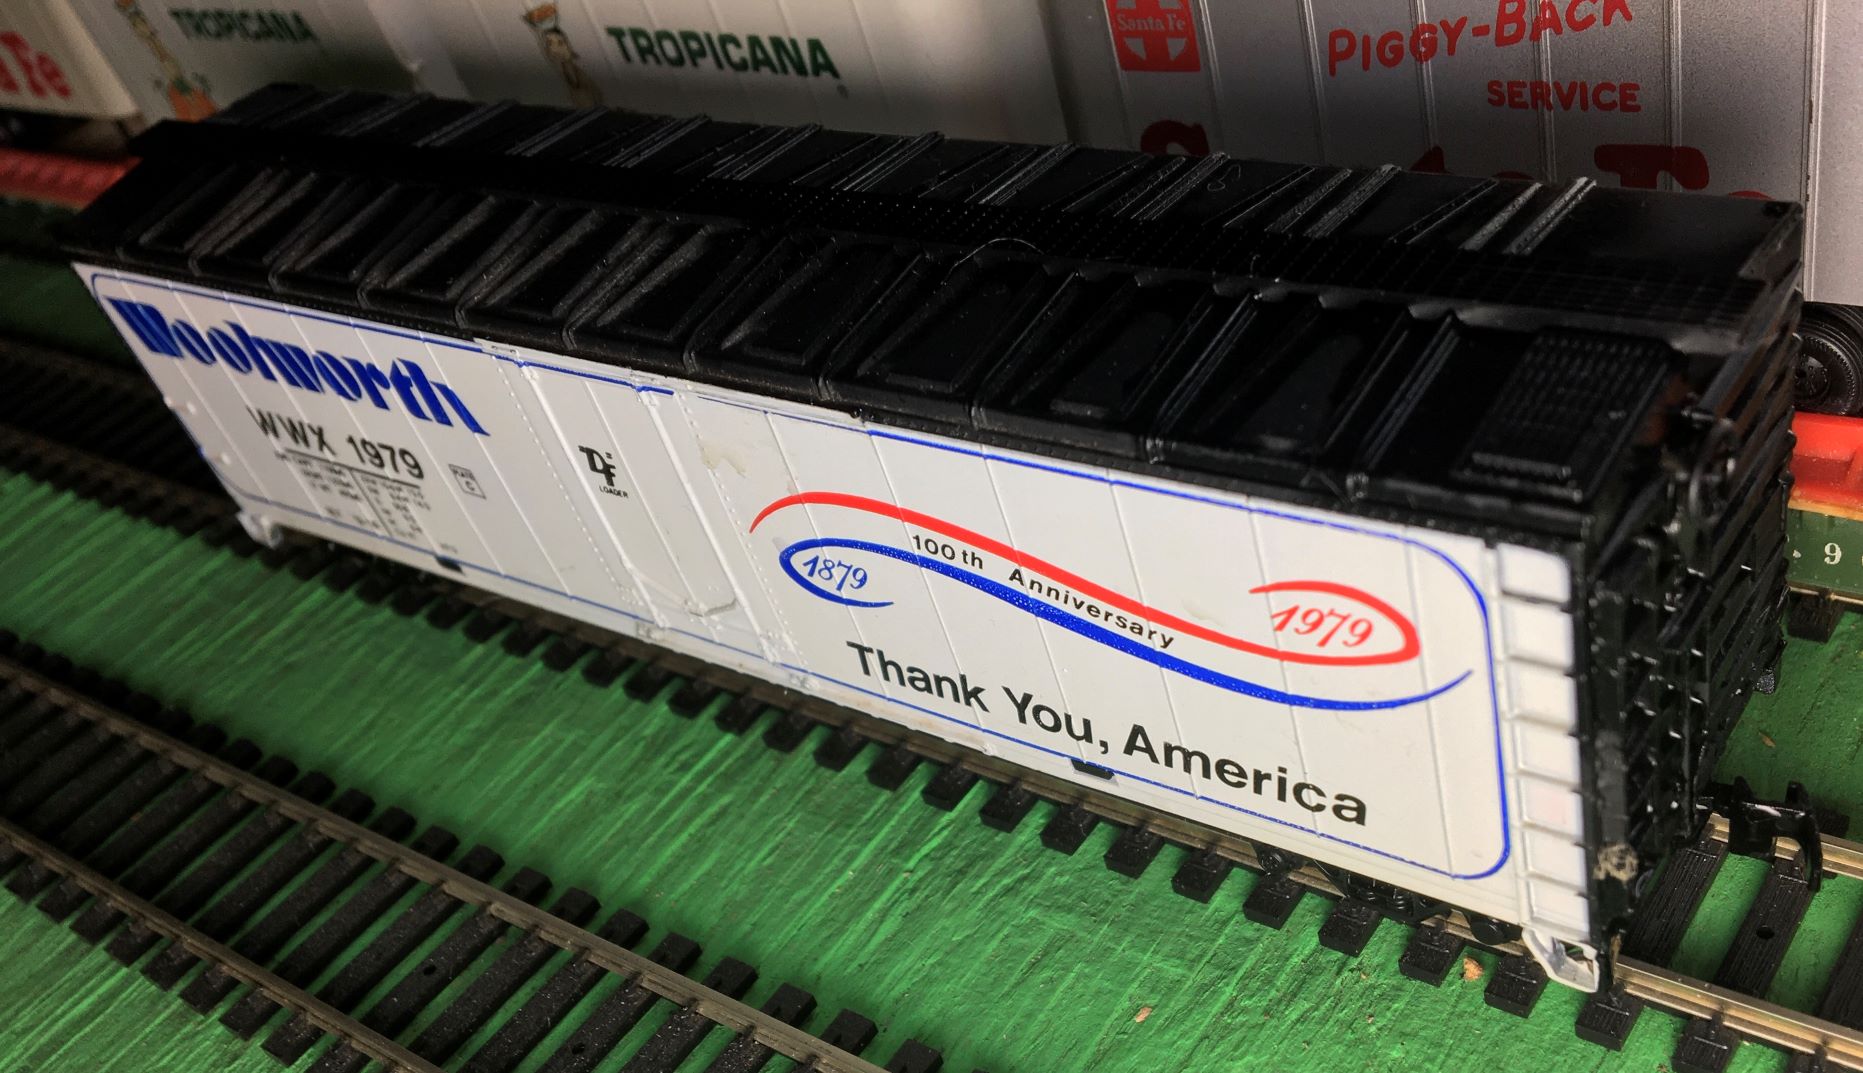 TROPICANA
TROPICANA
Santa Fe
PIGGY-BACK
SERVICE
Woolworth
WWX 1979
PLATE
C
DF
LOADER
100th Anniversary
1879
1979
Thank You, America